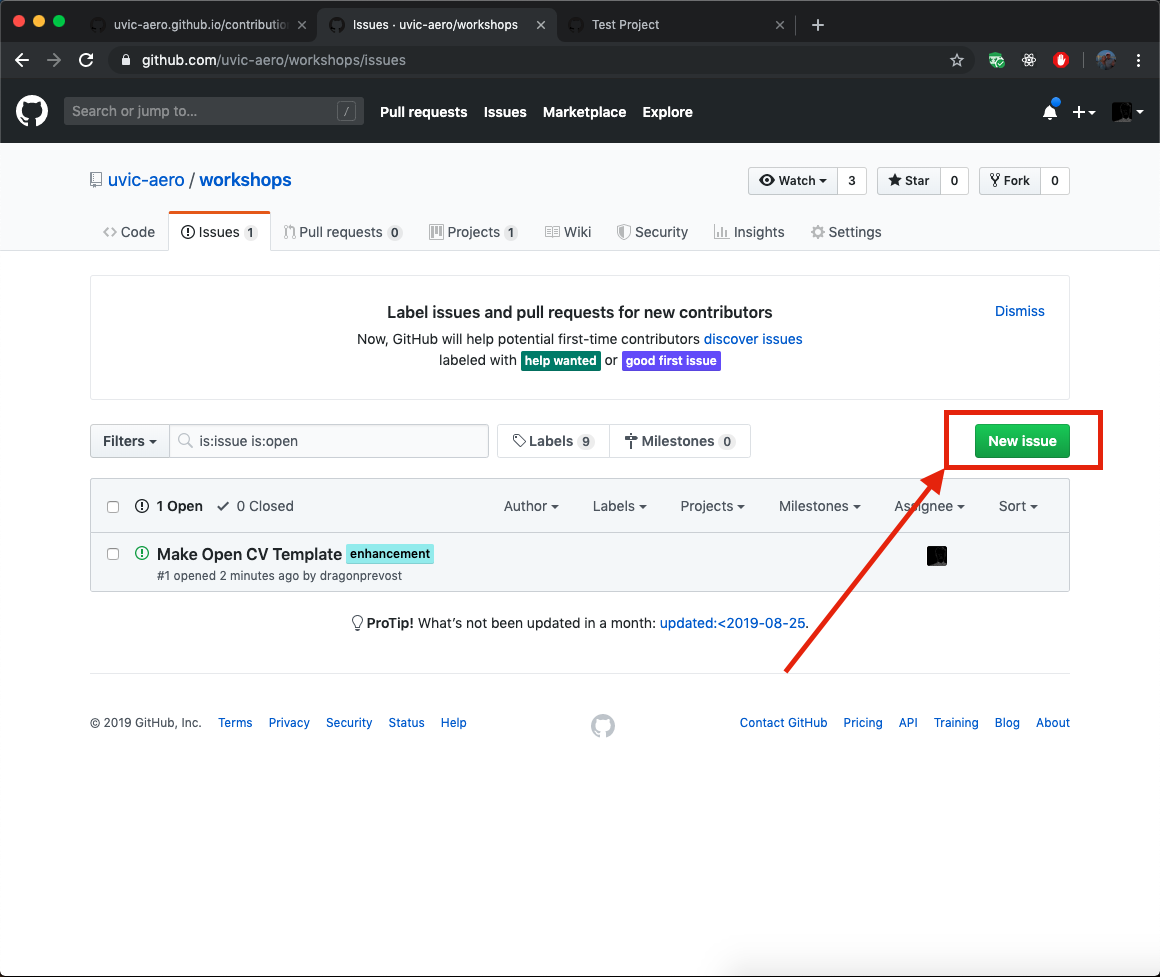 uvic-aero.github.io/contributio
Issues · uvic-aero/workshops
Test Project
github.com/uvic-aero/workshops/issues
Search or jump to... / Pull requests Issues Marketplace Explore
uvic-aero / workshops Watch 3 Star 0 Fork 0
Code Issues 1 Pull requests 0 Projects 1 Wiki Security Insights Settings
Label issues and pull requests for new contributors Dismiss
Now, GitHub will help potential first-time contributors discover issues
labeled with help wanted or good first issue
Filters is:issue is:open Labels 9 Milestones 0 New issue
1 Open 0 Closed Author Labels Projects Milestones Assignee Sort
Make Open CV Template enhancement
#1 opened 2 minutes ago by dragonprevost
ProTip! What's not been updated in a month: updated:<2019-08-25.
© 2019 GitHub, Inc. Terms Privacy Security Status Help Contact GitHub Pricing API Training Blog About